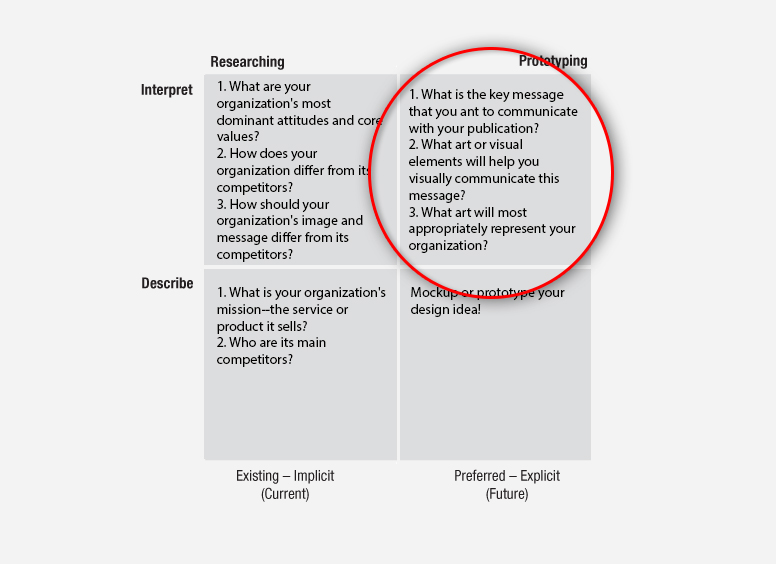 Researching
Prototyping
Interpret
1. What are your
organization's most
dominant attitudes and core
values?
2. How does your
organization differ from its
competitors?
3. How should your
organization's image and
message differ from its
competitors?
1. What is the key message
that you ant to communicate
with your publication?
2. What art or visual
elements will help you
visually communicate this
message?
3. What art will most
appropriately represent your
organization?
Describe
1. What is your organization's
mission--the service or
product it sells?
2. Who are its main
competitors?
Mockup or prototype your
design idea!
Existing – Implicit
(Current)
Preferred – Explicit
(Future)